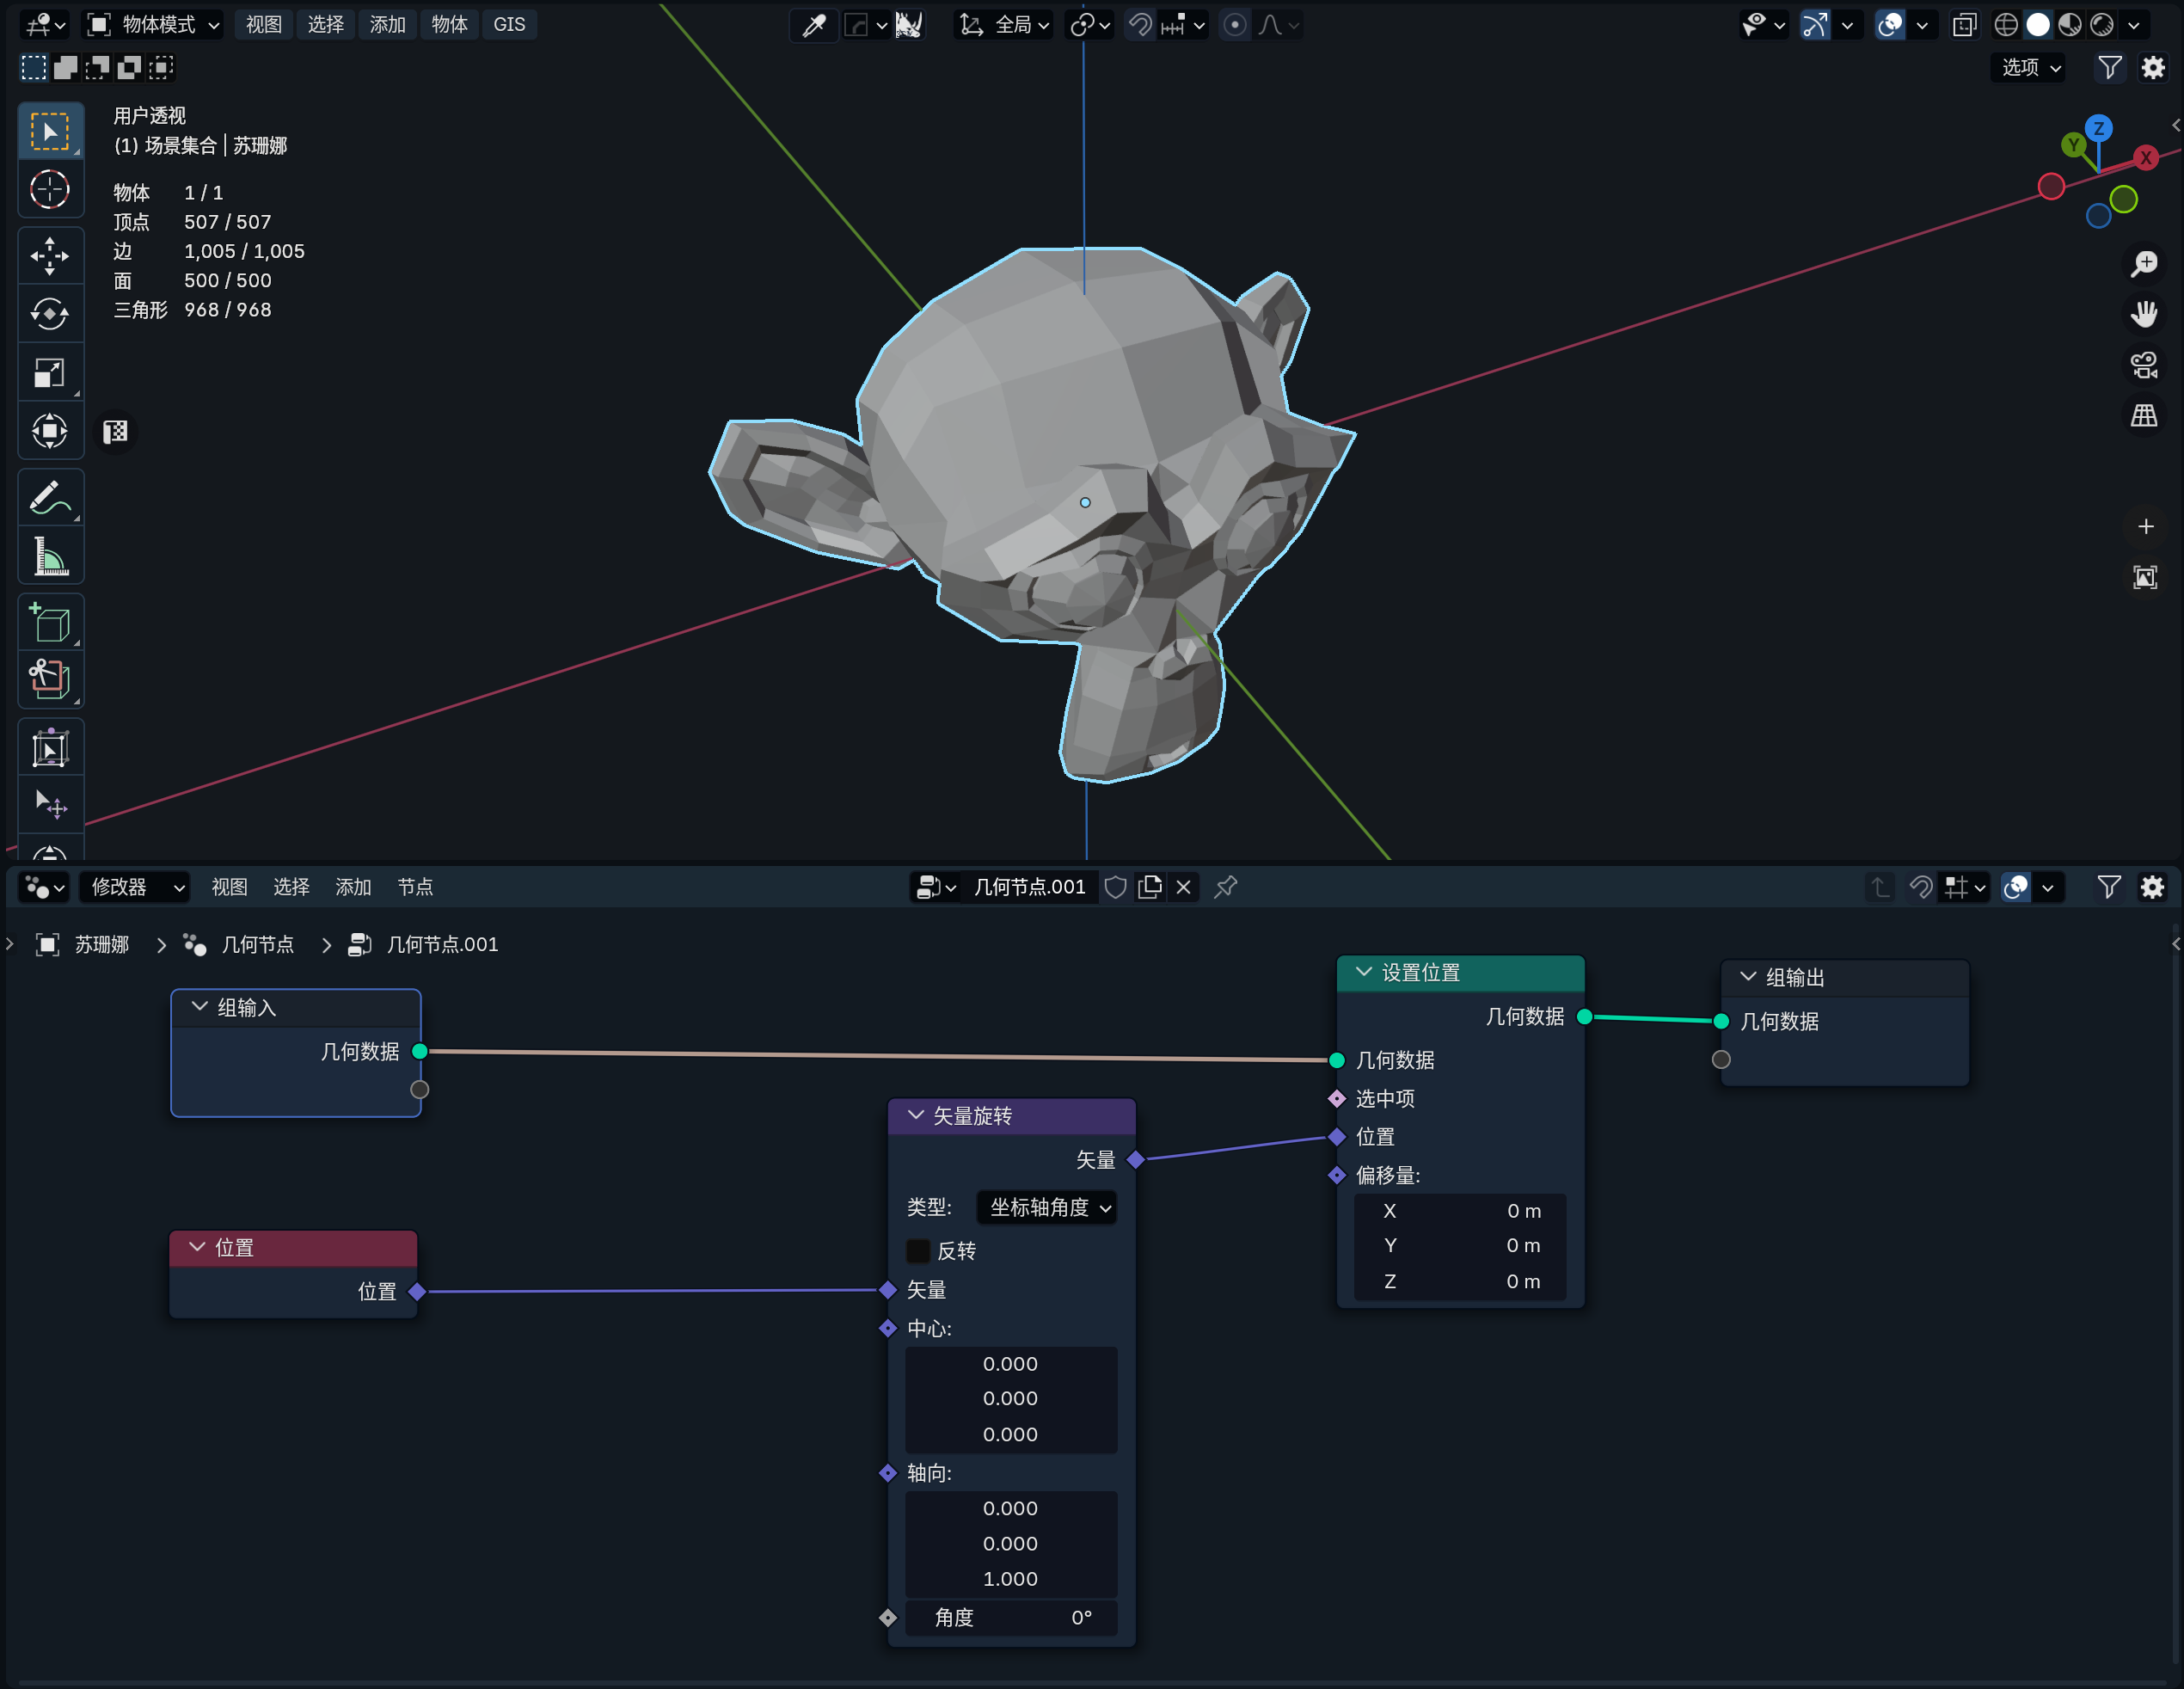 物体模式 视图 选择 添加 物体 GIS 全局
选项
用户透视
(1) 场景集合 | 苏珊娜
物体 1 / 1
顶点 507 / 507
边 1,005 / 1,005
面 500 / 500
三角形 968 / 968
Z
Y
X
修改器 视图 选择 添加 节点 几何节点.001
苏珊娜 几何节点 几何节点.001
组输入
几何数据
位置
位置
矢量旋转
矢量
类型: 坐标轴角度
反转
矢量
中心:
0.000
0.000
0.000
轴向:
0.000
0.000
1.000
角度 0°
设置位置
几何数据
几何数据
选中项
位置
偏移量:
X 0 m
Y 0 m
Z 0 m
组输出
几何数据